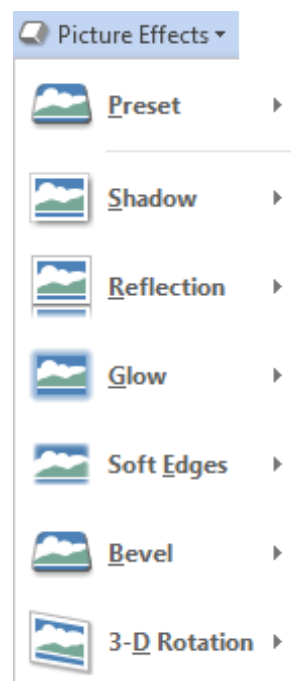 Picture Effects
Preset
Shadow
Reflection
Glow
Soft Edges
Bevel
3-D Rotation